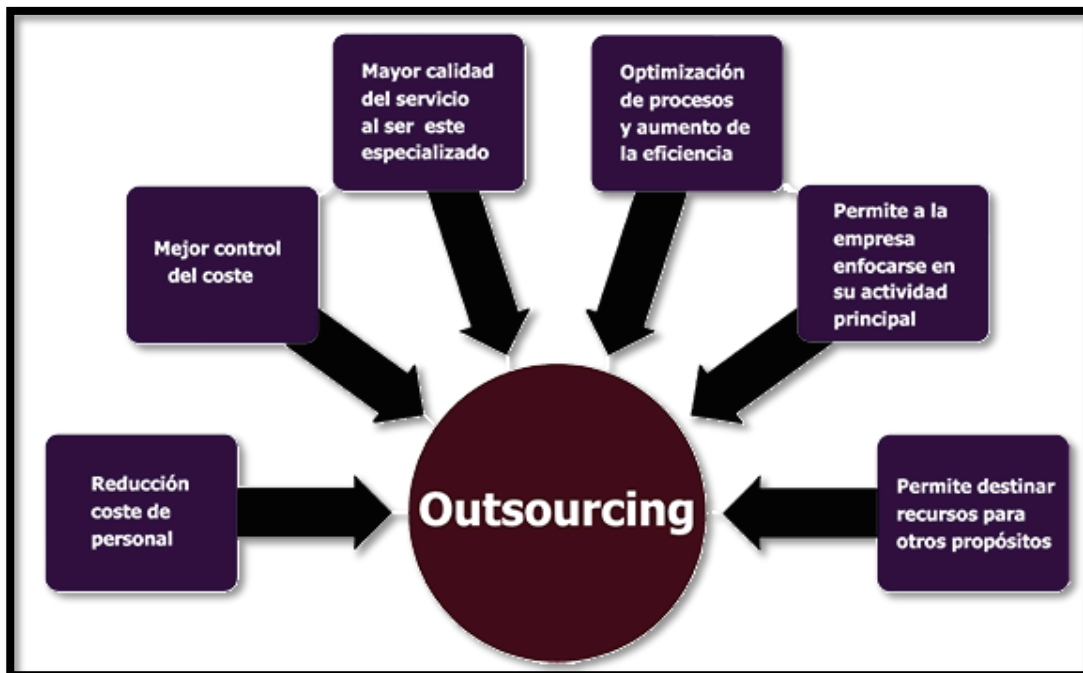 Mayor calidad
del servicio
al ser este
especializado
Optimización
de procesos
y aumento de
la eficiencia
Mejor control
del coste
Permite a la
empresa
enfocarse en
su actividad
principal
Reducción
coste de
personal
Outsourcing
Permite destinar
recursos para
otros propósitos